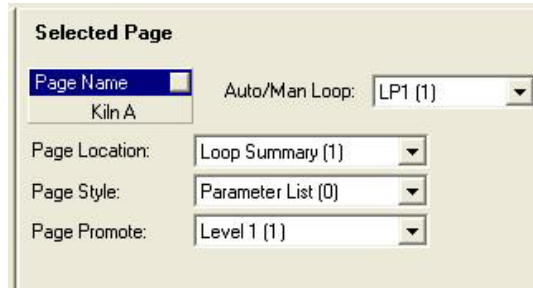 Selected Page
Page Name
Kiln A
Auto/Man Loop: LP1 (1)
Page Location: Loop Summary (1)
Page Style: Parameter List (0)
Page Promote: Level 1 (1)